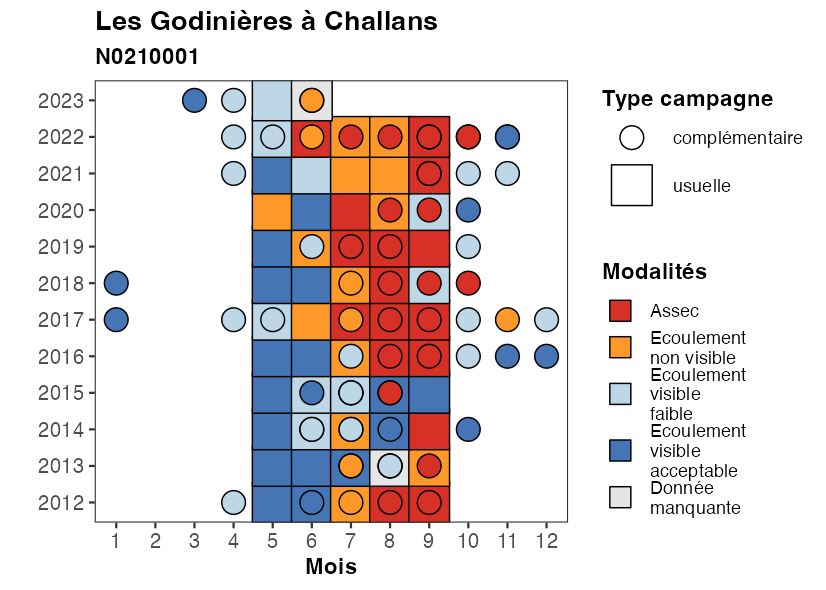 Les Godinières à Challans
N0210001
2023
2022
2021
2020
2019
2018
2017
2016
2015
2014
2013
2012
1 2 3 4 5 6 7 8 9 10 11 12
Mois
Type campagne
complémentaire
usuelle
Modalités
Assec
Ecoulement
non visible
Ecoulement
visible
faible
Ecoulement
visible
acceptable
Donnée
manquante